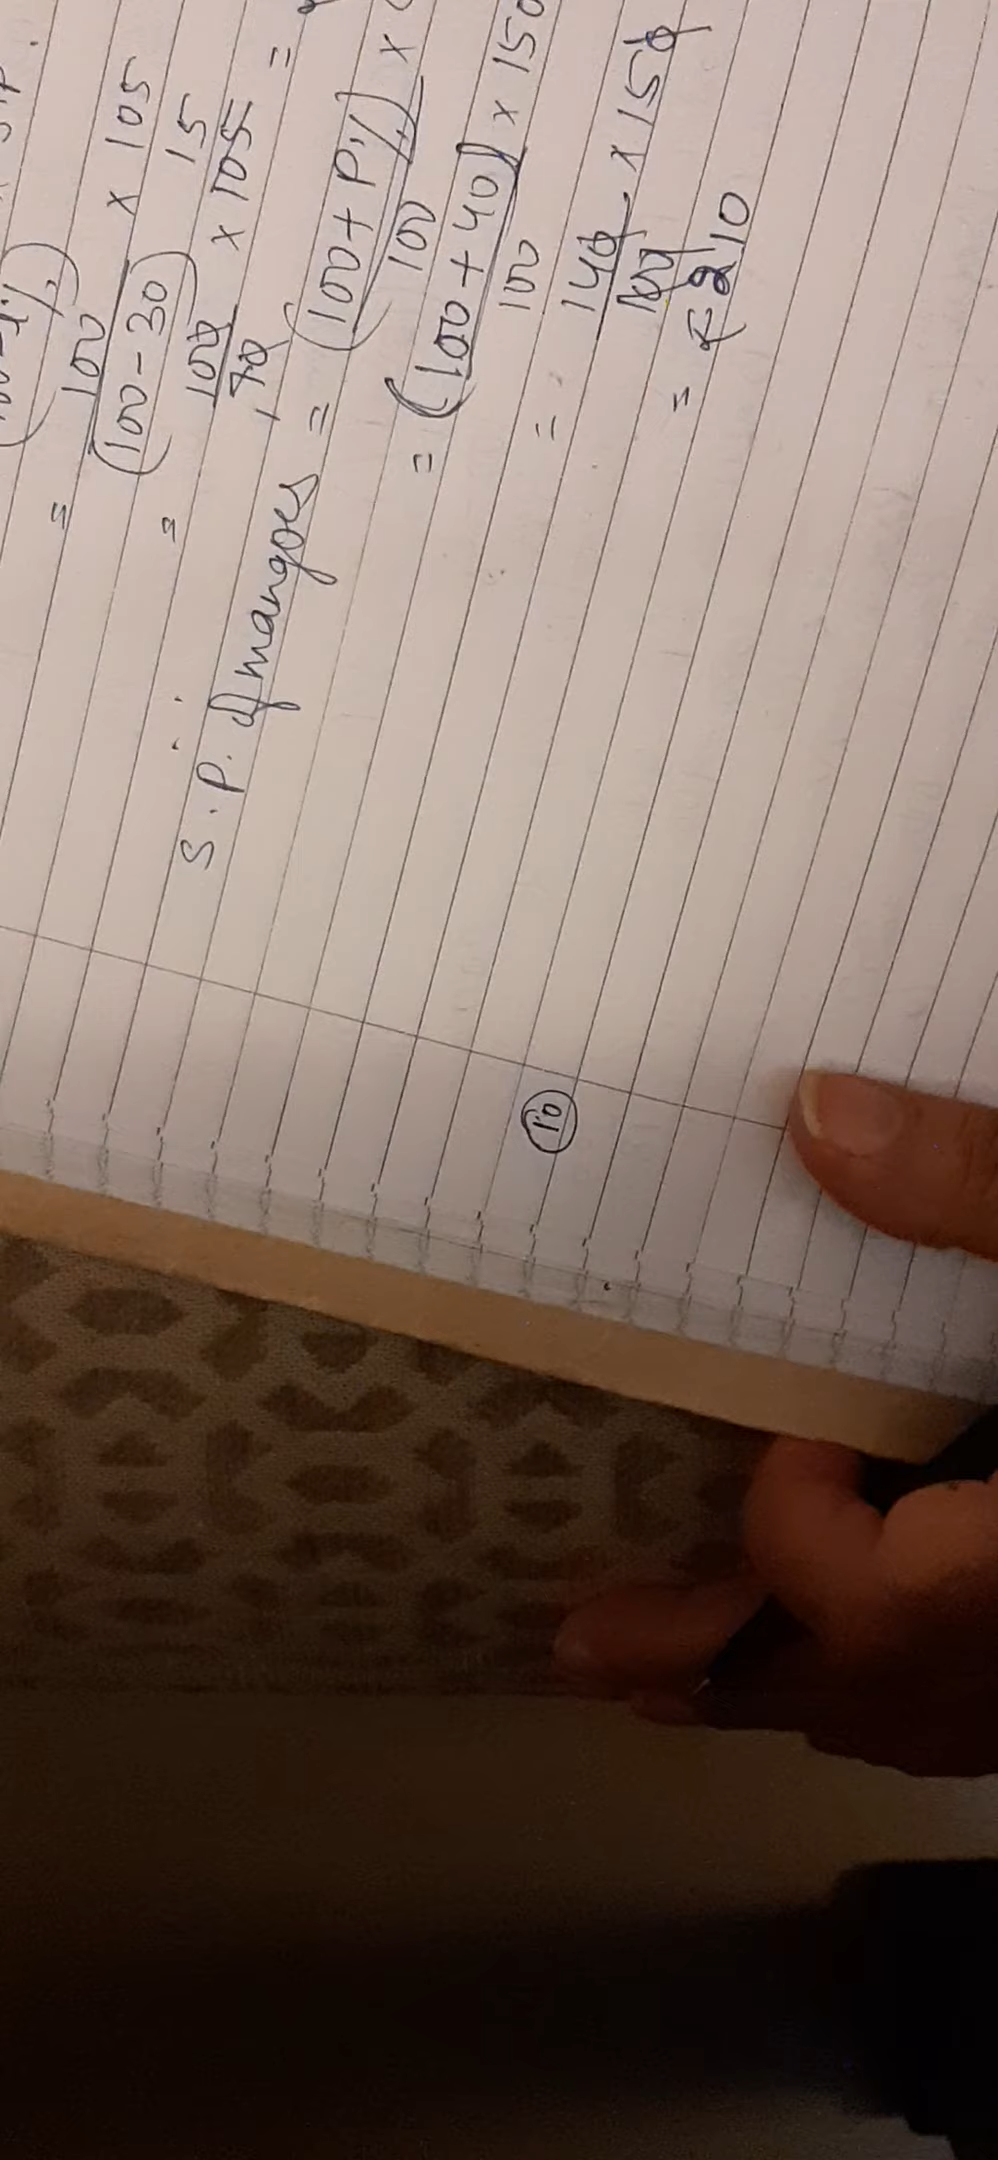 = 100 / (100-30) × 105
= 100 / 70 × 105 15 =
S.P. of mangoes = (100 + P%) / 100 ×
= (100 + 40) / 100 × 150
= 140 / 100 × 150
= ₹ 210
10